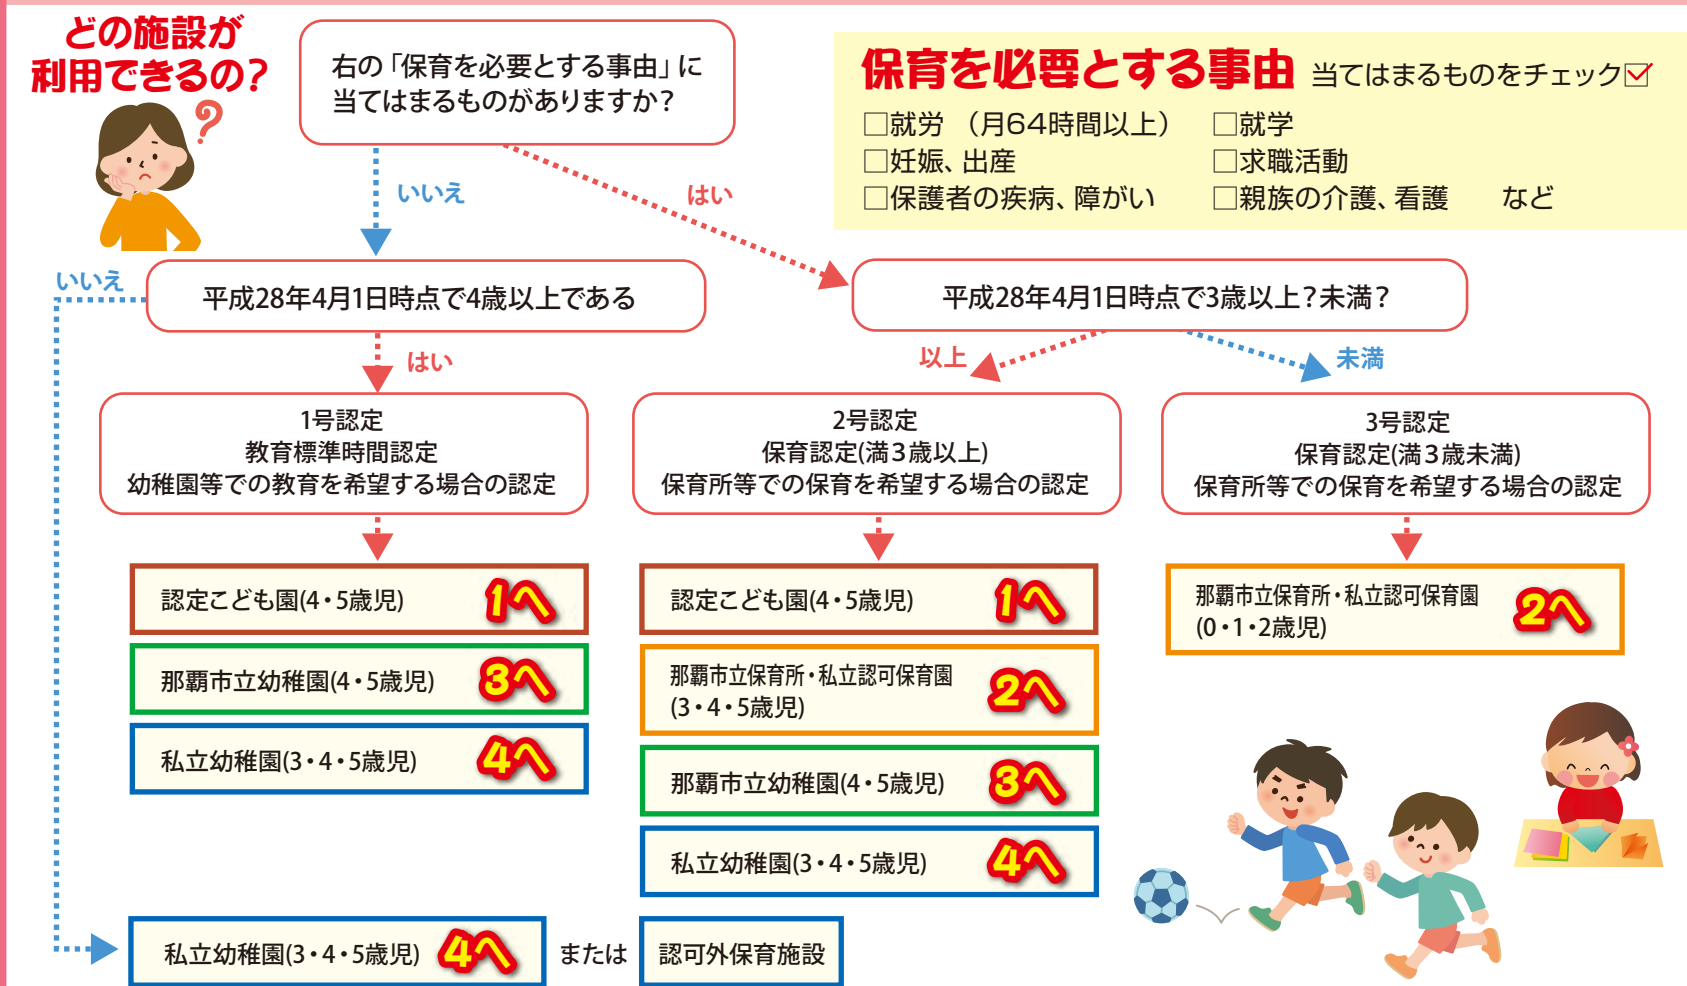 どの施設が
利用できるの?
右の「保育を必要とする事由」に
当てはまるものがありますか?
保育を必要とする事由 当てはまるものをチェック☑
□就労 (月64時間以上) □就学
□妊娠、出産 □求職活動
□保護者の疾病、障がい □親族の介護、看護 など
いいえ
はい
いいえ
平成28年4月1日時点で4歳以上である
平成28年4月1日時点で3歳以上?未満?
はい
以上
未満
1号認定
教育標準時間認定
幼稚園等での教育を希望する場合の認定
2号認定
保育認定(満3歳以上)
保育所等での保育を希望する場合の認定
3号認定
保育認定(満3歳未満)
保育所等での保育を希望する場合の認定
認定こども園(4・5歳児) 1へ
那覇市立幼稚園(4・5歳児) 3へ
私立幼稚園(3・4・5歳児) 4へ
認定こども園(4・5歳児) 1へ
那覇市立保育所・私立認可保育園
(3・4・5歳児) 2へ
那覇市立幼稚園(4・5歳児) 3へ
私立幼稚園(3・4・5歳児) 4へ
那覇市立保育所・私立認可保育園
(0・1・2歳児) 2へ
私立幼稚園(3・4・5歳児) 4へ または 認可外保育施設